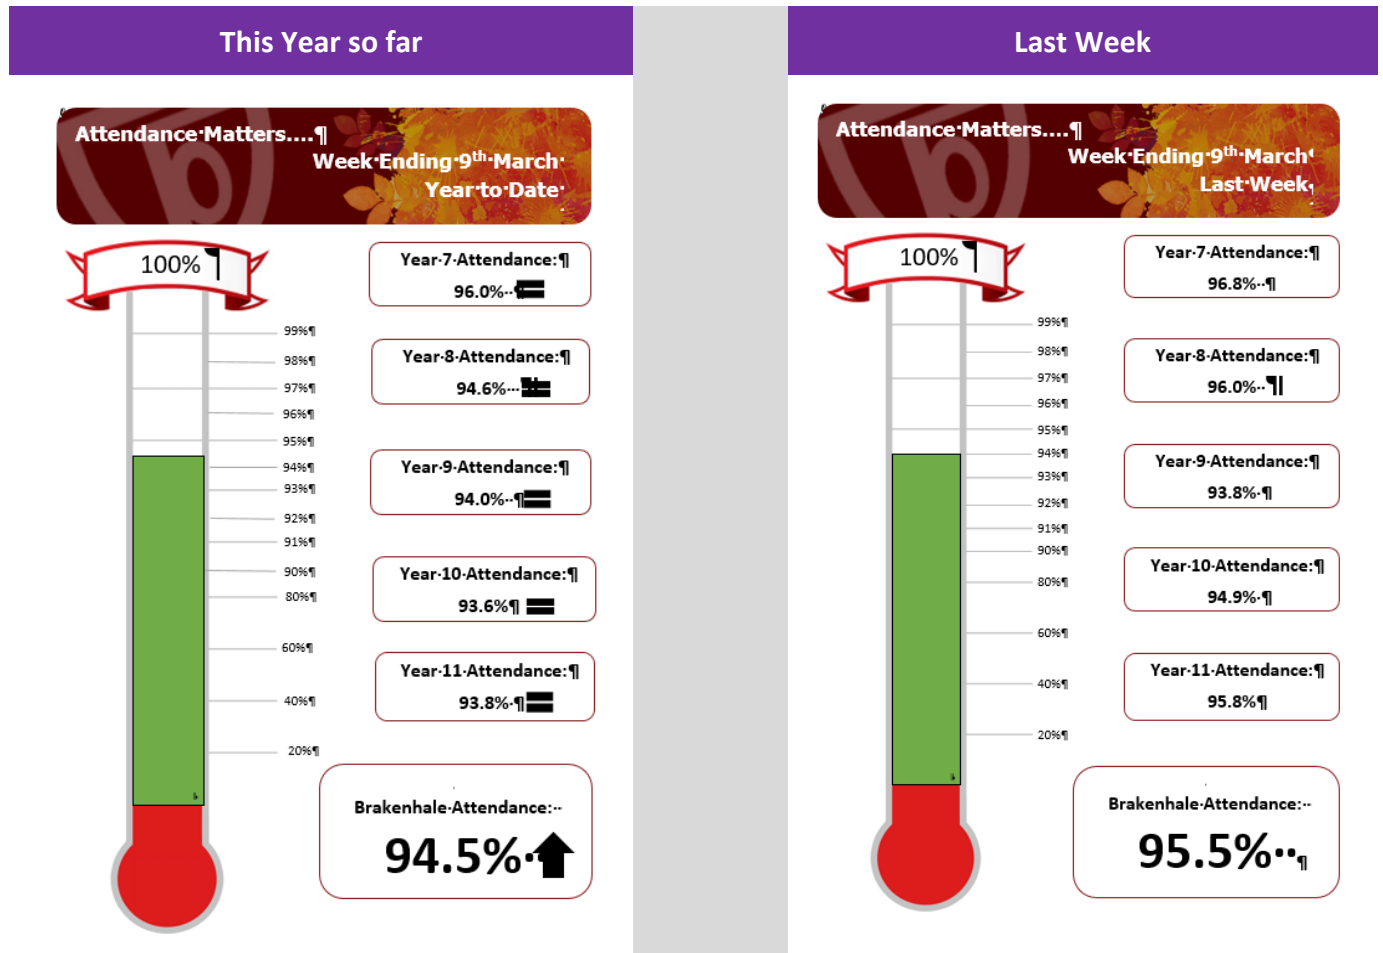 This Year so far
Attendance·Matters....¶
Week·Ending·9th·March·
Year·to·Date·
100%¶
99%¶
98%¶
97%¶
96%¶
95%¶
94%¶
93%¶
92%¶
91%¶
90%¶
80%¶
60%¶
40%¶
20%¶
Year·7·Attendance:¶
96.0%··¶
Year·8·Attendance:¶
94.6%···¶
Year·9·Attendance:¶
94.0%··¶
Year·10·Attendance:¶
93.6%¶
Year·11·Attendance:¶
93.8%·¶
Brakenhale·Attendance:··
94.5%··
Last Week
Attendance·Matters....¶
Week·Ending·9th·March¶
Last·Week¶
100%¶
99%¶
98%¶
97%¶
96%¶
95%¶
94%¶
93%¶
92%¶
91%¶
90%¶
80%¶
60%¶
40%¶
20%¶
Year·7·Attendance:¶
96.8%··¶
Year·8·Attendance:¶
96.0%··¶
Year·9·Attendance:¶
93.8%·¶
Year·10·Attendance:¶
94.9%·¶
Year·11·Attendance:¶
95.8%¶
Brakenhale·Attendance:··
95.5%··¶